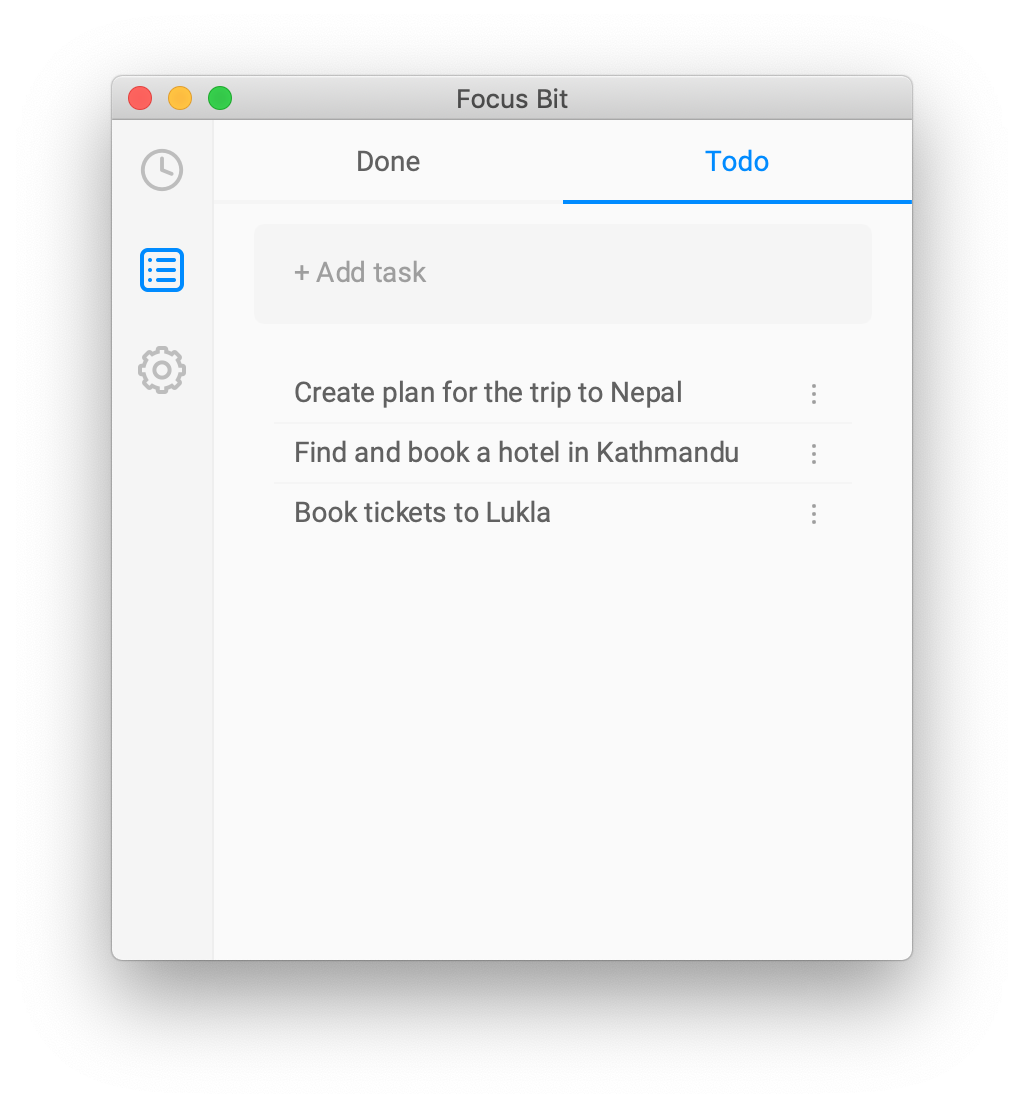 Focus Bit
Done
Todo
+ Add task
Create plan for the trip to Nepal
Find and book a hotel in Kathmandu
Book tickets to Lukla